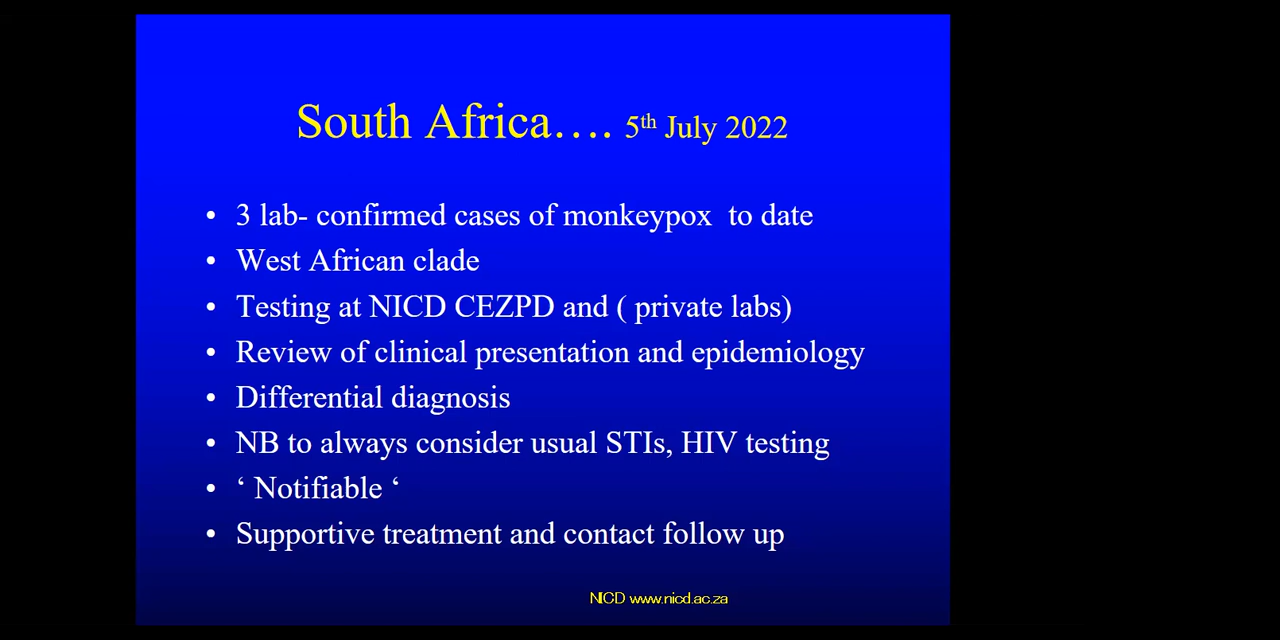 South Africa…. 5th July 2022
• 3 lab- confirmed cases of monkeypox  to date
• West African clade
• Testing at NICD CEZPD and ( private labs)
• Review of clinical presentation and epidemiology
• Differential diagnosis
• NB to always consider usual STIs, HIV testing
• ‘ Notifiable ‘
• Supportive treatment and contact follow up
NICD www.nicd.ac.za